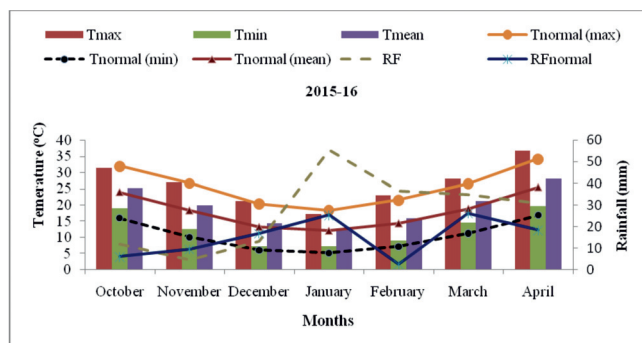 Tmax Tmin Tmean Tnormal (max)
Tnormal (min) Tnormal (mean) RF RFnormal
2015-16
Temerature (°C)
40
35
30
25
20
15
10
5
0
60
50
40
30
20
10
0
Rainfall (mm)
October November December January February March April
Months